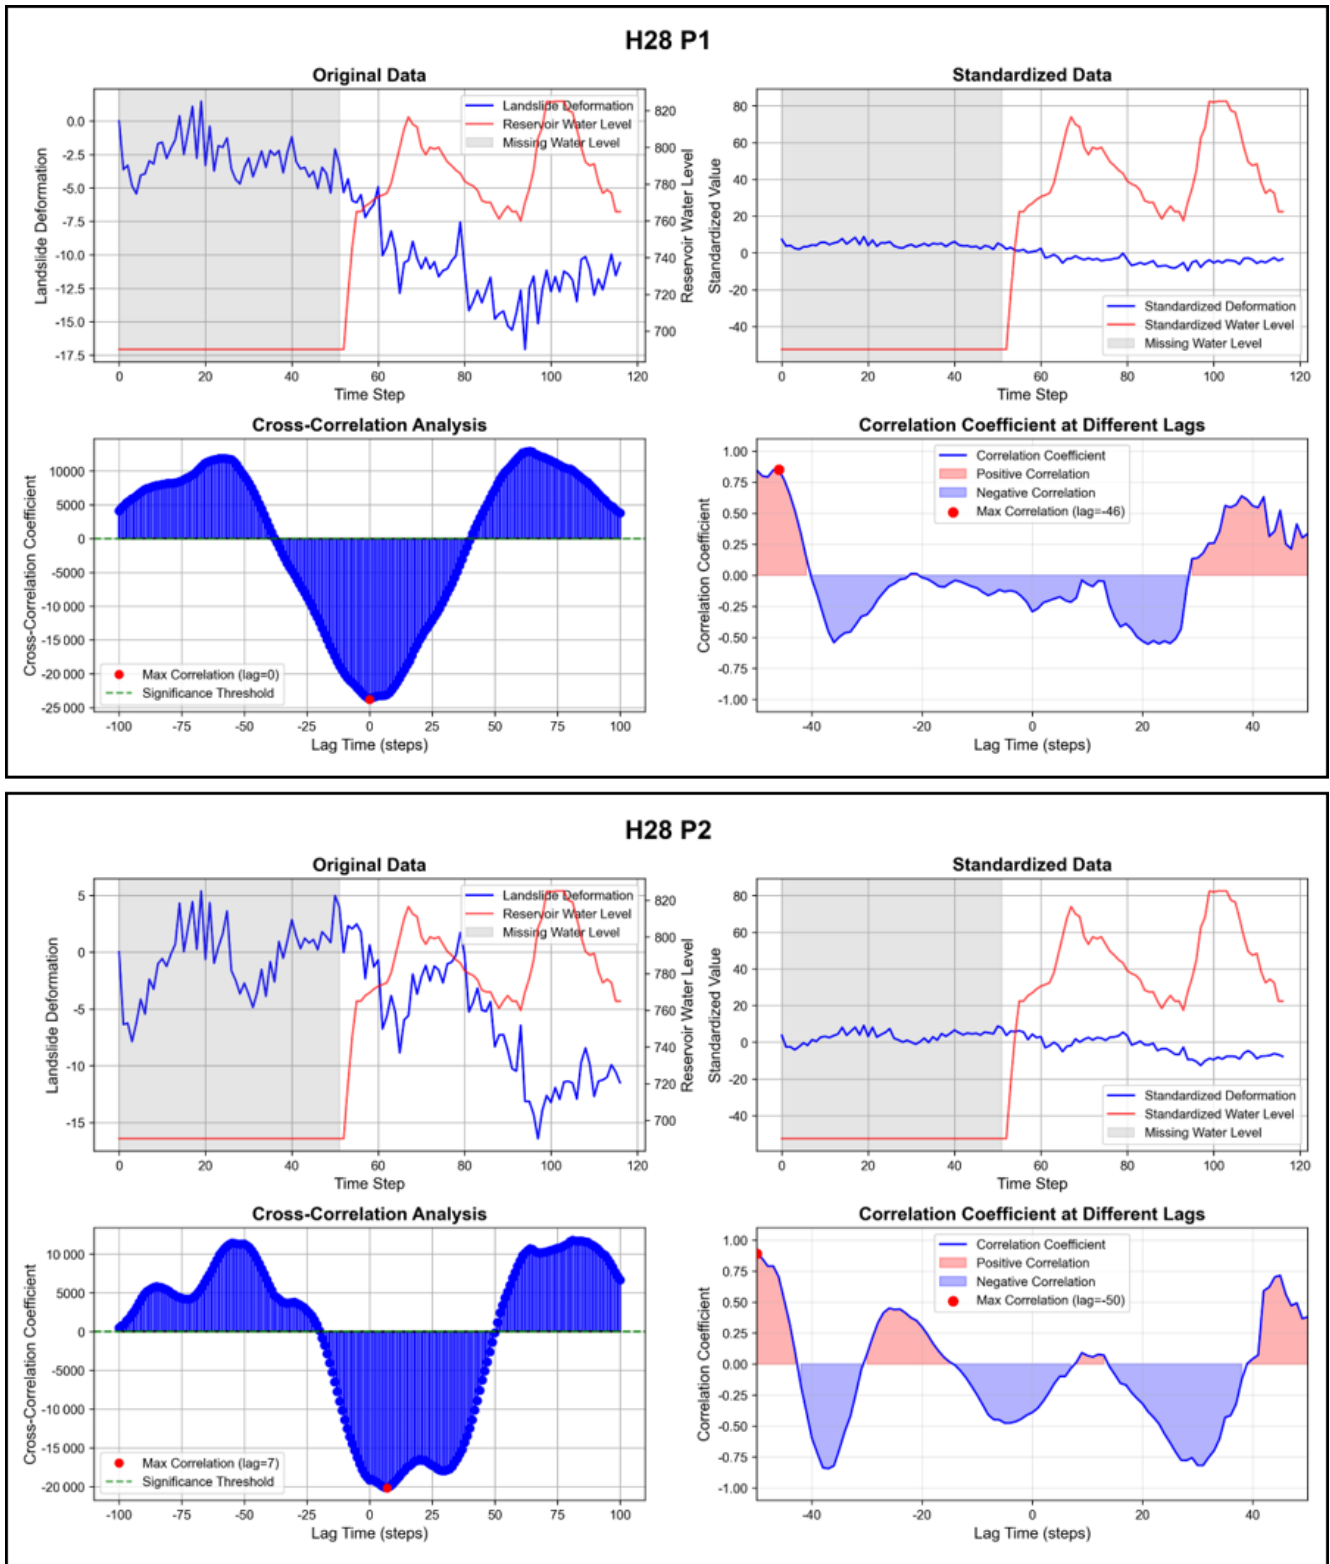 H28 P1
Original Data
Landslide Deformation
Reservoir Water Level
Missing Water Level
0.0
-2.5
-5.0
-7.5
-10.0
-12.5
-15.0
-17.5
820
800
780
760
740
720
700
0 20 40 60 80 100 120
Time Step
Landslide Deformation
Reservoir Water Level
Standardized Data
80
60
40
20
0
-20
-40
Standardized Deformation
Standardized Water Level
Missing Water Level
0 20 40 60 80 100 120
Time Step
Standardized Value
Cross-Correlation Analysis
10000
5000
0
-5000
-10 000
-15 000
-20 000
-25 000
Max Correlation (lag=0)
Significance Threshold
-100 -75 -50 -25 0 25 50 75 100
Lag Time (steps)
Cross-Correlation Coefficient
Correlation Coefficient at Different Lags
1.00
0.75
0.50
0.25
0.00
-0.25
-0.50
-0.75
-1.00
Correlation Coefficient
Positive Correlation
Negative Correlation
Max Correlation (lag=-46)
-40 -20 0 20 40
Lag Time (steps)
Correlation Coefficient
H28 P2
Original Data
Landslide Deformation
Reservoir Water Level
Missing Water Level
5
0
-5
-10
-15
820
800
780
760
740
720
700
0 20 40 60 80 100 120
Time Step
Landslide Deformation
Reservoir Water Level
Standardized Data
80
60
40
20
0
-20
-40
Standardized Deformation
Standardized Water Level
Missing Water Level
0 20 40 60 80 100 120
Time Step
Standardized Value
Cross-Correlation Analysis
10 000
5000
0
-5000
-10 000
-15 000
-20 000
Max Correlation (lag=7)
Significance Threshold
-100 -75 -50 -25 0 25 50 75 100
Lag Time (steps)
Cross-Correlation Coefficient
Correlation Coefficient at Different Lags
1.00
0.75
0.50
0.25
0.00
-0.25
-0.50
-0.75
-1.00
Correlation Coefficient
Positive Correlation
Negative Correlation
Max Correlation (lag=-50)
-40 -20 0 20 40
Lag Time (steps)
Correlation Coefficient